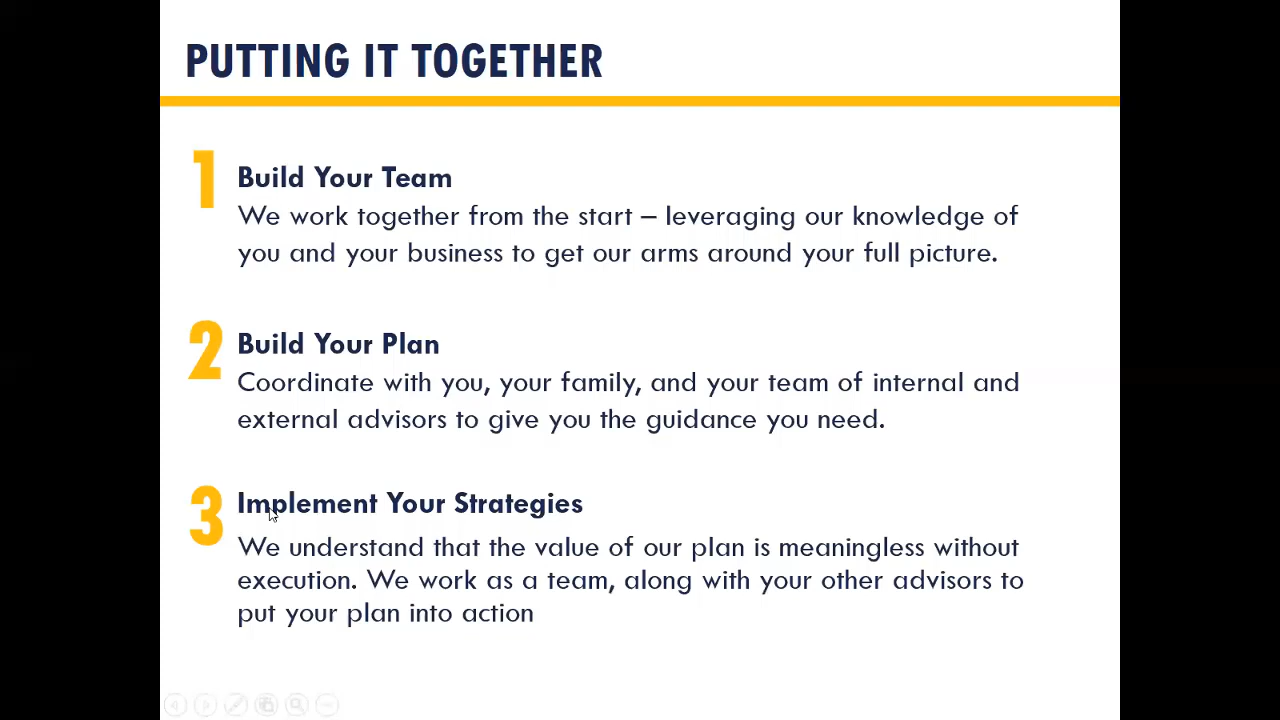 PUTTING IT TOGETHER
1 Build Your Team
We work together from the start – leveraging our knowledge of
you and your business to get our arms around your full picture.
2 Build Your Plan
Coordinate with you, your family, and your team of internal and
external advisors to give you the guidance you need.
3 Implement Your Strategies
We understand that the value of our plan is meaningless without
execution. We work as a team, along with your other advisors to
put your plan into action